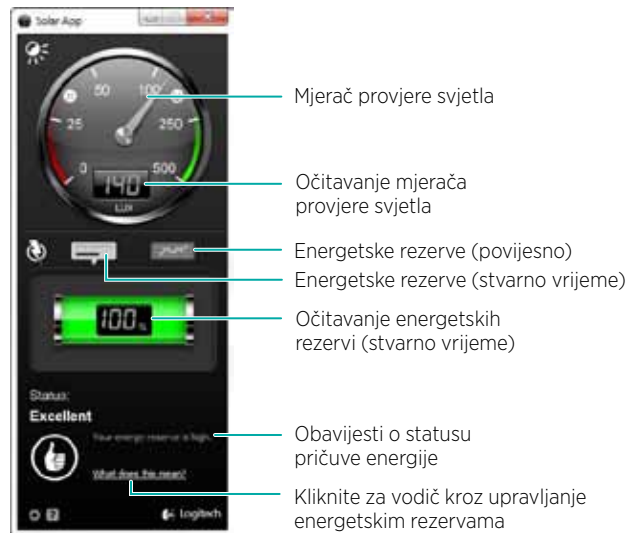 Solar App
50
100
25
250
0
500
140
LUX
Mjerač provjere svjetla
Očitavanje mjerača
provjere svjetla
Energetske rezerve (povijesno)
Energetske rezerve (stvarno vrijeme)
100 %
Očitavanje energetskih
rezervi (stvarno vrijeme)
Status:
Excellent
Your energy reserve is high.
What does this mean?
Obavijesti o statusu
pričuve energije
Kliknite za vodič kroz upravljanje
energetskim rezervama
?
Logitech